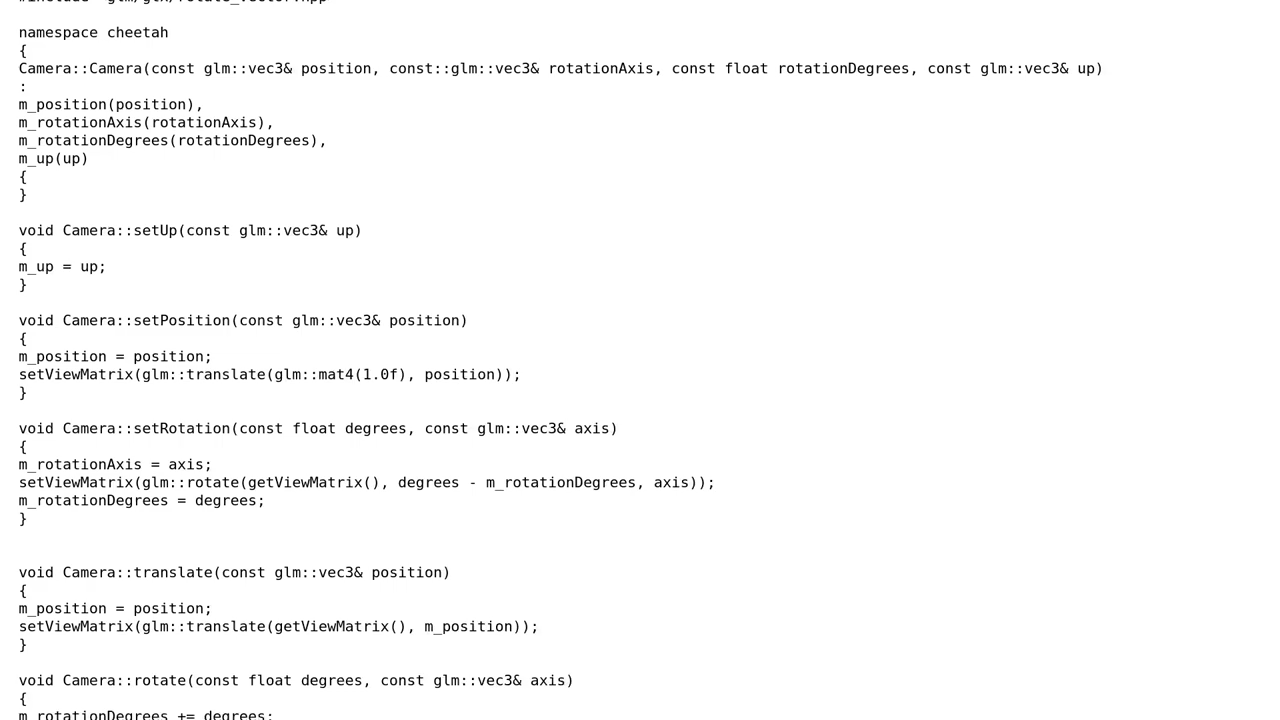 namespace cheetah
{
Camera::Camera(const glm::vec3& position, const::glm::vec3& rotationAxis, const float rotationDegrees, const glm::vec3& up)
:
m_position(position),
m_rotationAxis(rotationAxis),
m_rotationDegrees(rotationDegrees),
m_up(up)
{
}
void Camera::setUp(const glm::vec3& up)
{
m_up = up;
}
void Camera::setPosition(const glm::vec3& position)
{
m_position = position;
setViewMatrix(glm::translate(glm::mat4(1.0f), position));
}
void Camera::setRotation(const float degrees, const glm::vec3& axis)
{
m_rotationAxis = axis;
setViewMatrix(glm::rotate(getViewMatrix(), degrees - m_rotationDegrees, axis));
m_rotationDegrees = degrees;
}
void Camera::translate(const glm::vec3& position)
{
m_position = position;
setViewMatrix(glm::translate(getViewMatrix(), m_position));
}
void Camera::rotate(const float degrees, const glm::vec3& axis)
{
m_rotationDegrees += degrees;